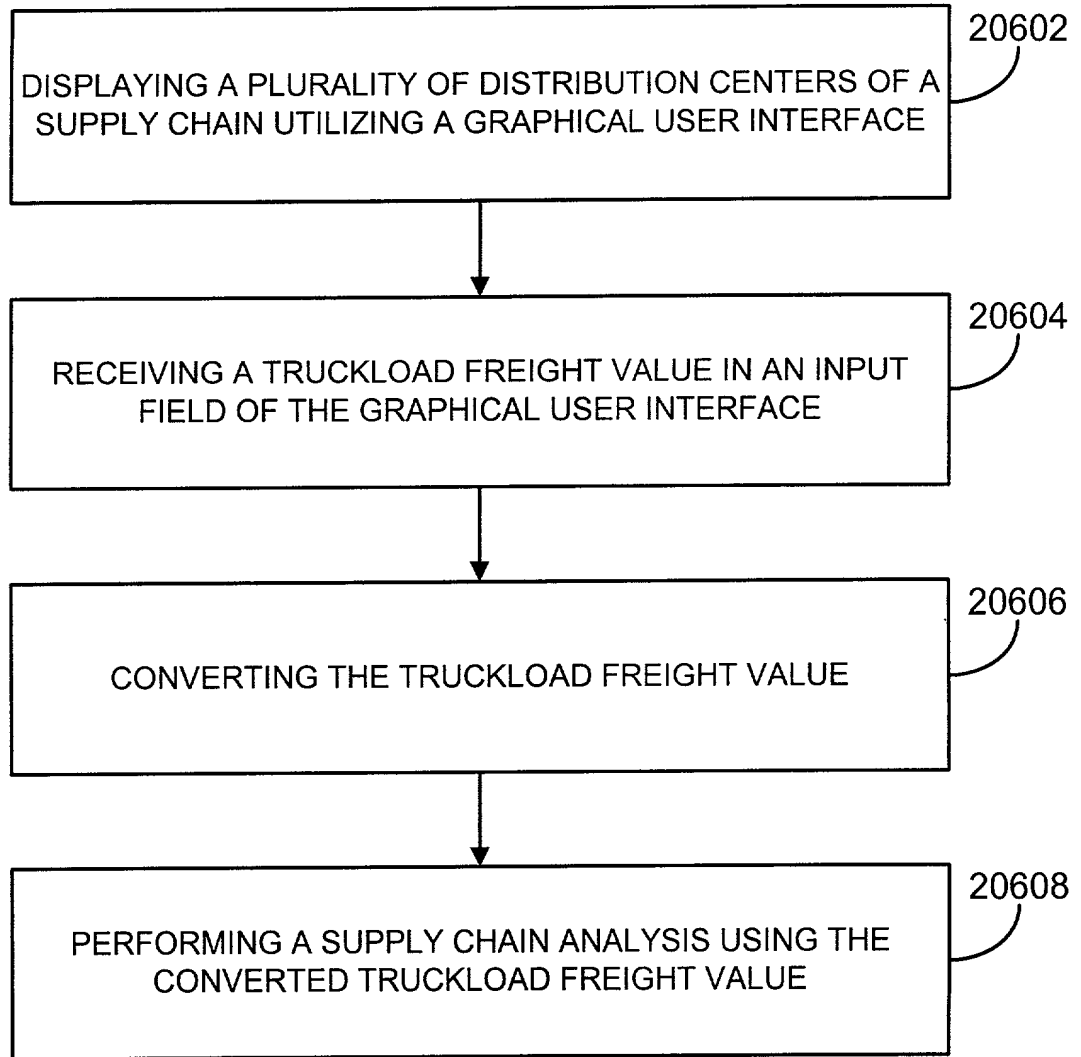 20602
DISPLAYING A PLURALITY OF DISTRIBUTION CENTERS OF A
SUPPLY CHAIN UTILIZING A GRAPHICAL USER INTERFACE
20604
RECEIVING A TRUCKLOAD FREIGHT VALUE IN AN INPUT
FIELD OF THE GRAPHICAL USER INTERFACE
20606
CONVERTING THE TRUCKLOAD FREIGHT VALUE
20608
PERFORMING A SUPPLY CHAIN ANALYSIS USING THE
CONVERTED TRUCKLOAD FREIGHT VALUE